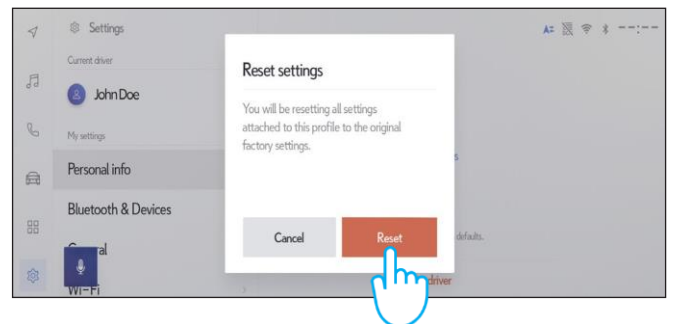 Settings
A
--:--
Current driver
John Doe
My settings
Personal info
Bluetooth & Devices
Wi-Fi
Reset settings
You will be resetting all settings
attached to this profile to the original
factory settings.
Cancel
Reset
defaults.
driver